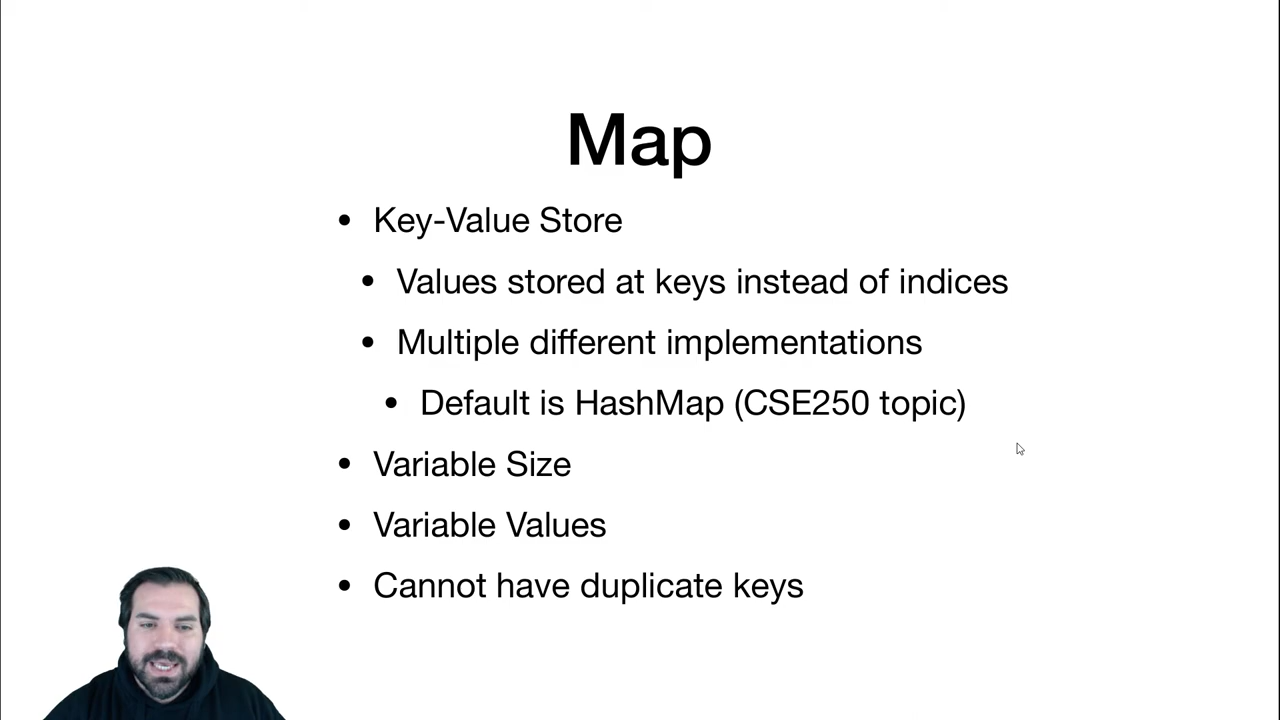 Map
• Key-Value Store
• Values stored at keys instead of indices
• Multiple different implementations
• Default is HashMap (CSE250 topic)
• Variable Size
• Variable Values
• Cannot have duplicate keys